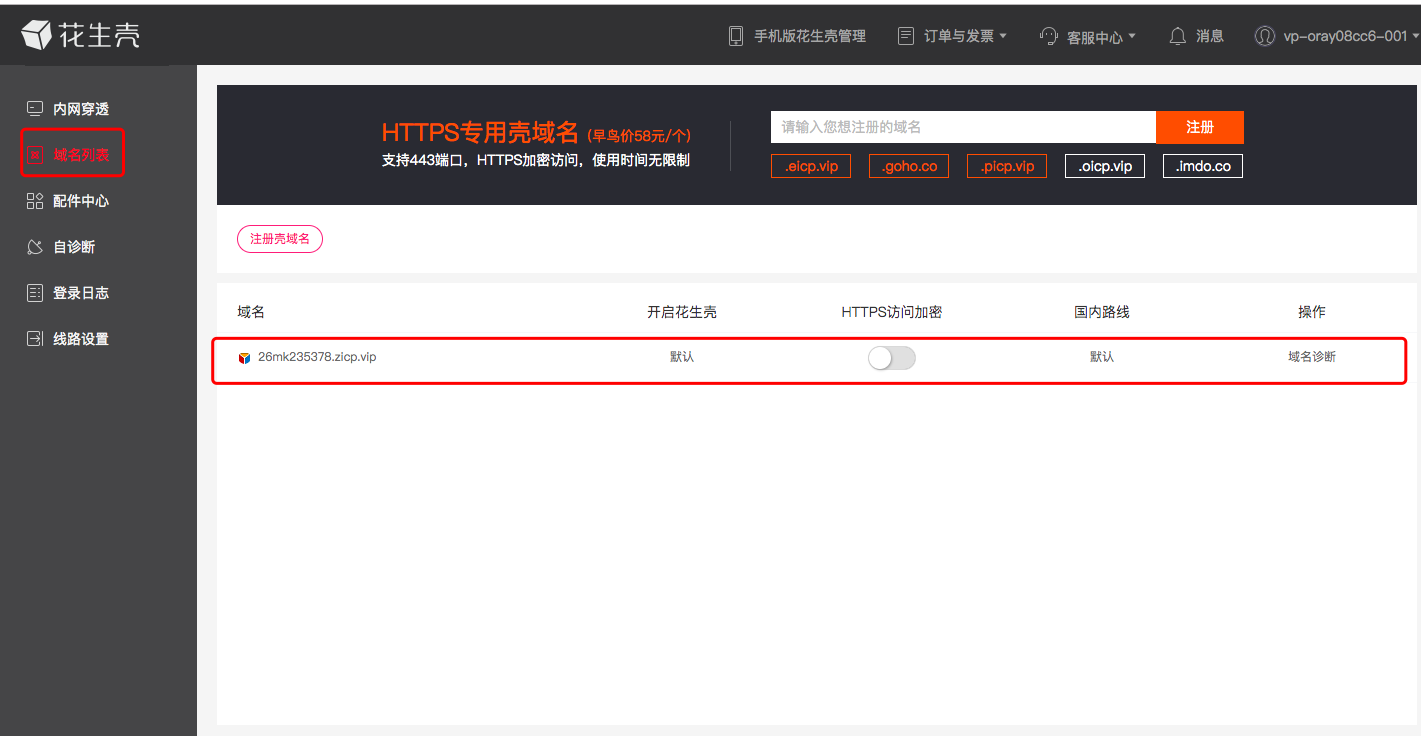 花生壳
手机版花生壳管理 订单与发票 客服中心 消息 vp-oray08cc6-001
内网穿透
域名列表
配件中心
自诊断
登录日志
线路设置
HTTPS专用壳域名 (早鸟价58元/个)
支持443端口，HTTPS加密访问，使用时间无限制
请输入您想注册的域名 注册
.eicp.vip .goho.co .picp.vip .oicp.vip .imdo.co
注册壳域名
域名 开启花生壳 HTTPS访问加密 国内路线 操作
26mk235378.zicp.vip 默认 默认 域名诊断